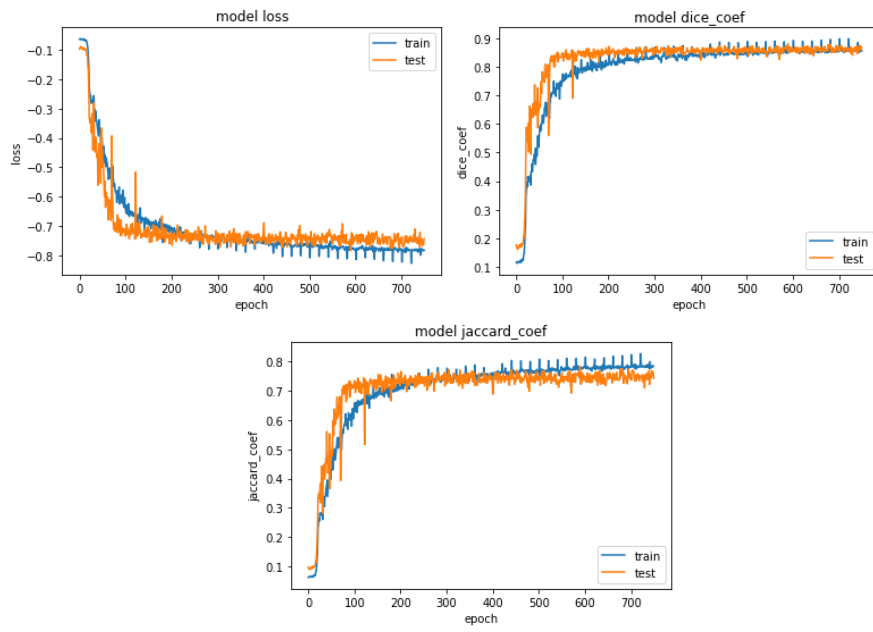 model loss
−0.1
−0.2
−0.3
−0.4
−0.5
−0.6
−0.7
−0.8
loss
0 100 200 300 400 500 600 700
epoch
train
test
model dice_coef
0.9
0.8
0.7
0.6
0.5
0.4
0.3
0.2
0.1
dice_coef
0 100 200 300 400 500 600 700
epoch
train
test
model jaccard_coef
0.8
0.7
0.6
0.5
0.4
0.3
0.2
0.1
jaccard_coef
0 100 200 300 400 500 600 700
epoch
train
test